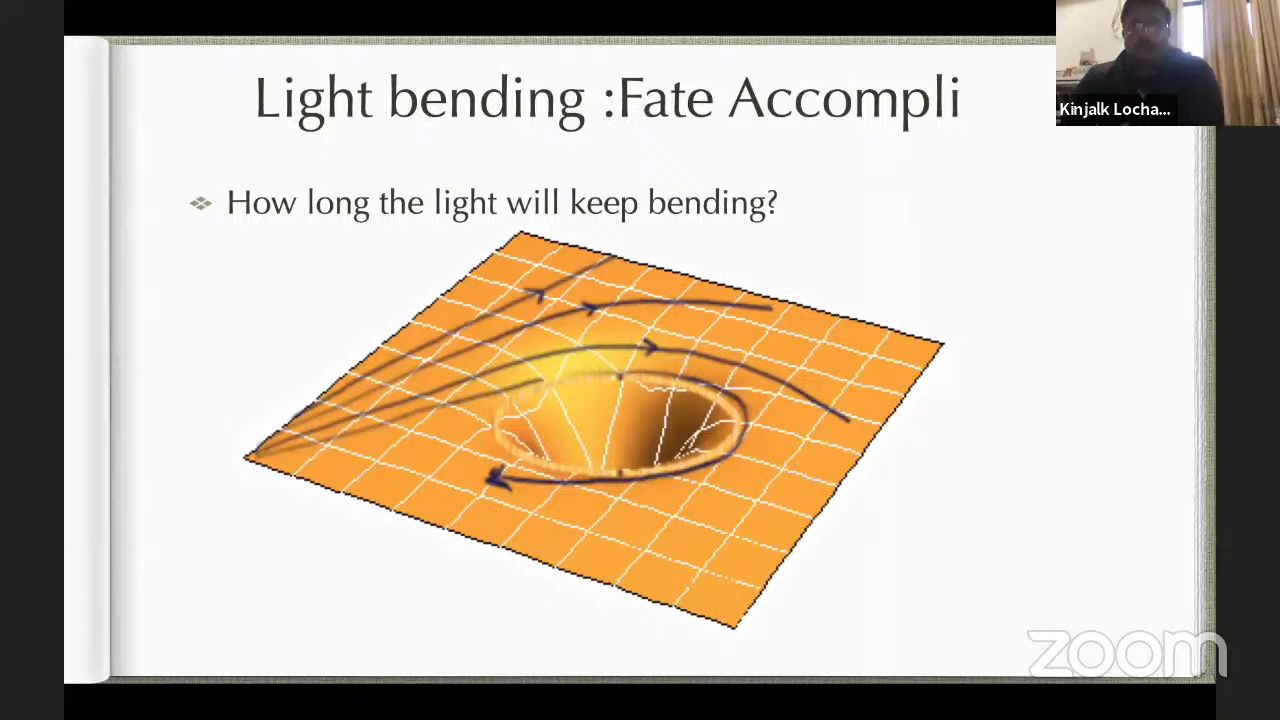 Light bending :Fate Accompli
Kinjalk Locha...
How long the light will keep bending?
zoom